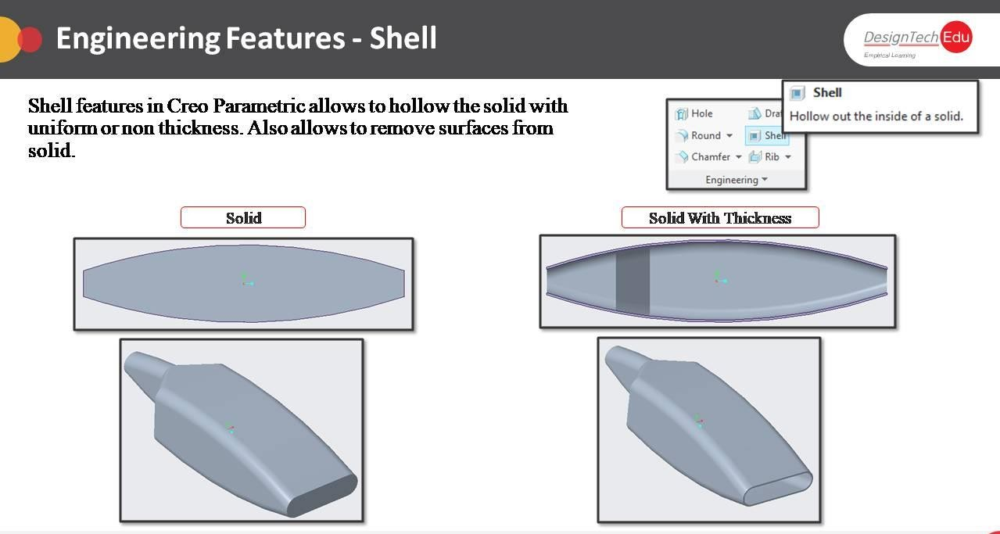 Engineering Features - Shell
DesignTech Edu
Empirical Learning
Shell features in Creo Parametric allows to hollow the solid with
uniform or non thickness. Also allows to remove surfaces from
solid.
Shell
Hollow out the inside of a solid.
Hole
Round
Shell
Chamfer
Rib
Engineering
Solid
Solid With Thickness